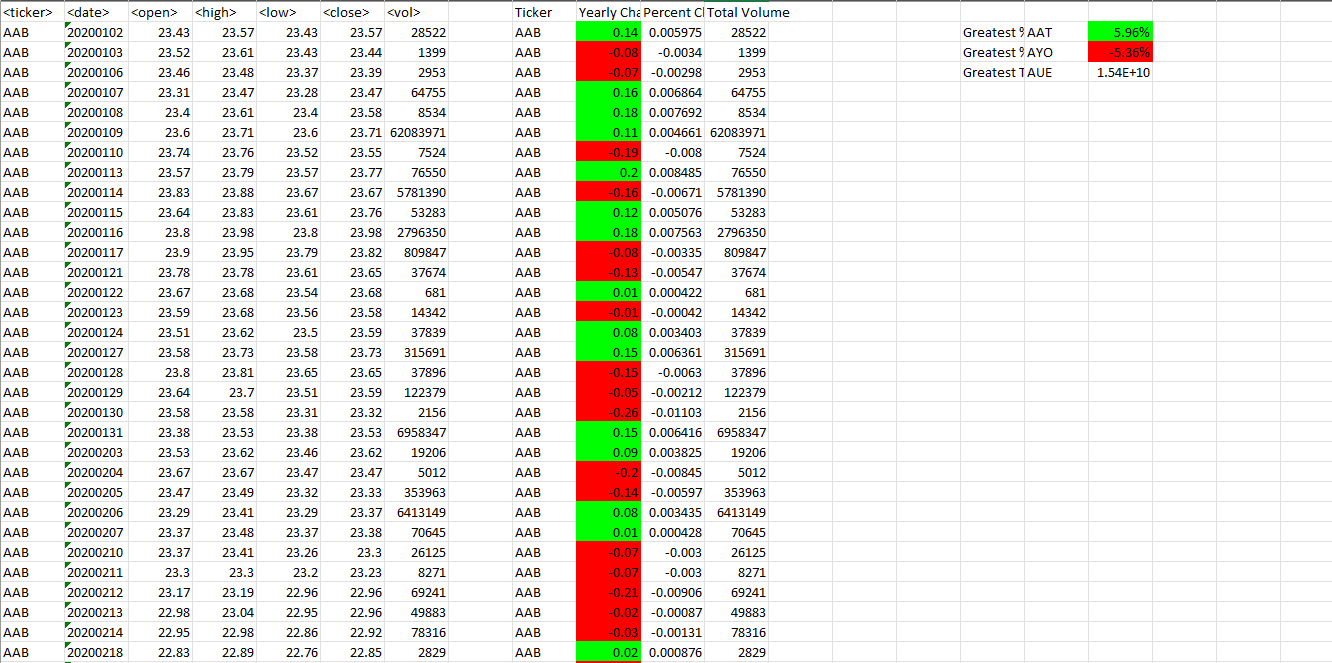 <ticker> <date> <open> <high> <low> <close> <vol> Ticker Yearly Cha Percent Cl Total Volume
AAB 20200102 23.43 23.57 23.43 23.57 28522 AAB 0.14 0.005975 28522 Greatest % AAT 5.96%
AAB 20200103 23.52 23.61 23.43 23.44 1399 AAB -0.08 -0.0034 1399 Greatest % AYO -5.36%
AAB 20200106 23.46 23.48 23.37 23.39 2953 AAB -0.07 -0.00298 2953 Greatest T AUE 1.54E+10
AAB 20200107 23.31 23.47 23.28 23.47 64755 AAB 0.16 0.006864 64755
AAB 20200108 23.4 23.61 23.4 23.58 8534 AAB 0.18 0.007692 8534
AAB 20200109 23.6 23.71 23.6 23.71 62083971 AAB 0.11 0.004661 62083971
AAB 20200110 23.74 23.76 23.52 23.55 7524 AAB -0.19 -0.008 7524
AAB 20200113 23.57 23.79 23.57 23.77 76550 AAB 0.2 0.008485 76550
AAB 20200114 23.83 23.88 23.67 23.67 5781390 AAB -0.16 -0.00671 5781390
AAB 20200115 23.64 23.83 23.61 23.76 53283 AAB 0.12 0.005076 53283
AAB 20200116 23.8 23.98 23.8 23.98 2796350 AAB 0.18 0.007563 2796350
AAB 20200117 23.9 23.95 23.79 23.82 809847 AAB -0.08 -0.00335 809847
AAB 20200121 23.78 23.78 23.61 23.65 37674 AAB -0.13 -0.00547 37674
AAB 20200122 23.67 23.68 23.54 23.68 681 AAB 0.01 0.000422 681
AAB 20200123 23.59 23.68 23.56 23.58 14342 AAB -0.01 -0.00042 14342
AAB 20200124 23.51 23.62 23.5 23.59 37839 AAB 0.08 0.003403 37839
AAB 20200127 23.58 23.73 23.58 23.73 315691 AAB 0.15 0.006361 315691
AAB 20200128 23.8 23.81 23.65 23.65 37896 AAB -0.15 -0.0063 37896
AAB 20200129 23.64 23.7 23.51 23.59 122379 AAB -0.05 -0.00212 122379
AAB 20200130 23.58 23.58 23.31 23.32 2156 AAB -0.26 -0.01103 2156
AAB 20200131 23.38 23.53 23.38 23.53 6958347 AAB 0.15 0.006416 6958347
AAB 20200203 23.53 23.62 23.46 23.62 19206 AAB 0.09 0.003825 19206
AAB 20200204 23.67 23.67 23.47 23.47 5012 AAB -0.2 -0.00845 5012
AAB 20200205 23.47 23.49 23.32 23.33 353963 AAB -0.14 -0.00597 353963
AAB 20200206 23.29 23.41 23.29 23.37 6413149 AAB 0.08 0.003435 6413149
AAB 20200207 23.37 23.48 23.37 23.38 70645 AAB 0.01 0.000428 70645
AAB 20200210 23.37 23.41 23.26 23.3 26125 AAB -0.07 -0.003 26125
AAB 20200211 23.3 23.3 23.2 23.23 8271 AAB -0.07 -0.003 8271
AAB 20200212 23.17 23.19 22.96 22.96 69241 AAB -0.21 -0.00906 69241
AAB 20200213 22.98 23.04 22.95 22.96 49883 AAB -0.02 -0.00087 49883
AAB 20200214 22.95 22.98 22.86 22.92 78316 AAB -0.03 -0.00131 78316
AAB 20200218 22.83 22.89 22.76 22.85 2829 AAB 0.02 0.000876 2829